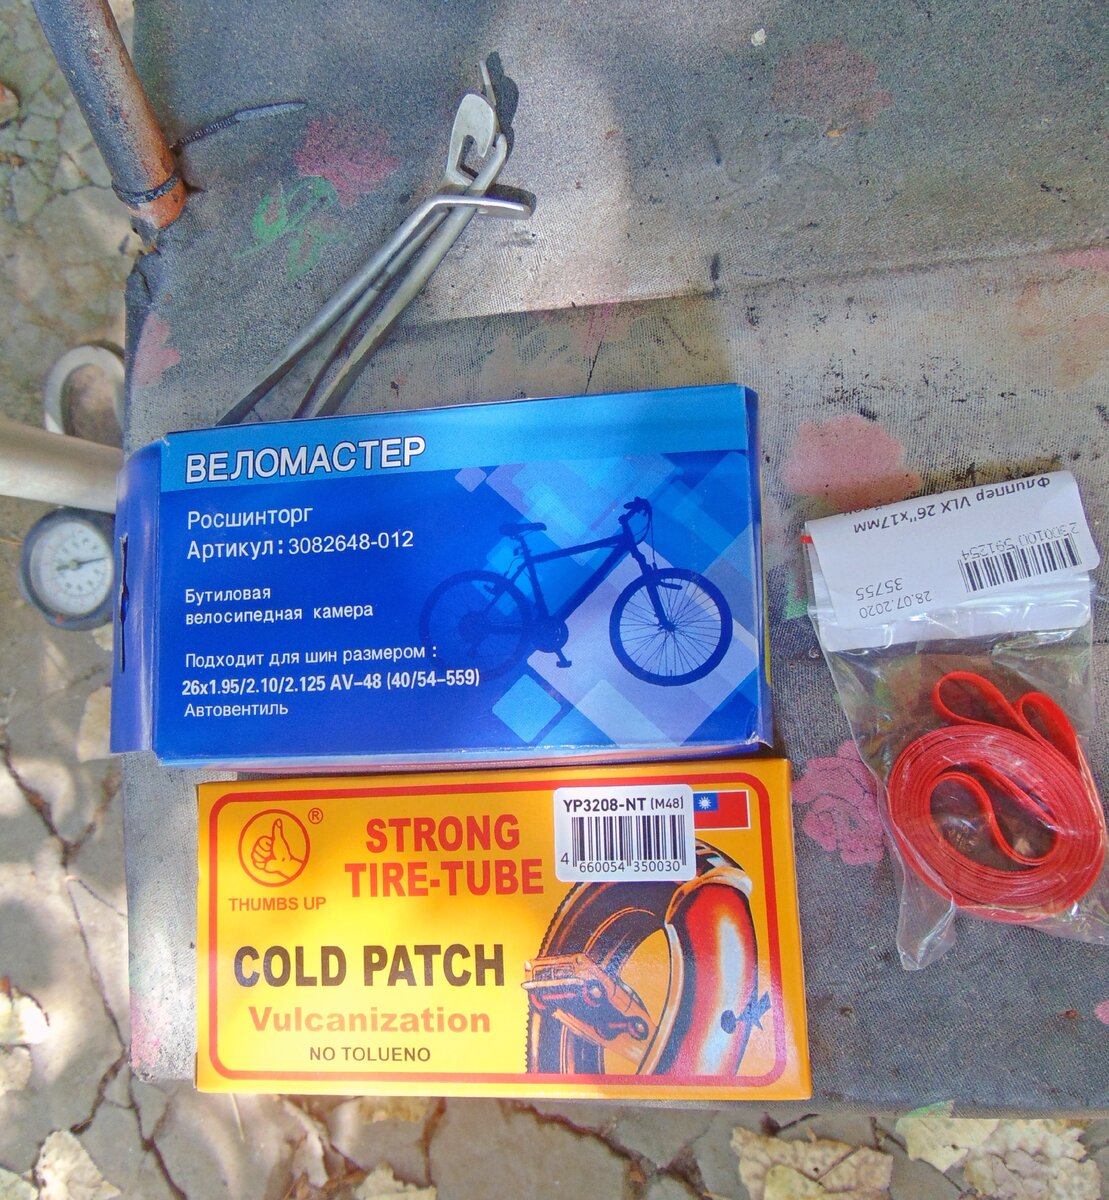 ВЕЛОМАСТЕР
Росшинторг
Артикул: 3082648-012
Бутиловая
велосипедная камера
Подходит для шин размером :
26x1.95/2.10/2.125 AV-48 (40/54-559)
Автовентиль
Флиппер VLX 26"x17мм
2300100 591254
28.07.2020
35755
YP3208-NT (M48)
4 660054 350030
®
THUMBS UP
STRONG
TIRE-TUBE
COLD PATCH
Vulcanization
NO TOLUENO